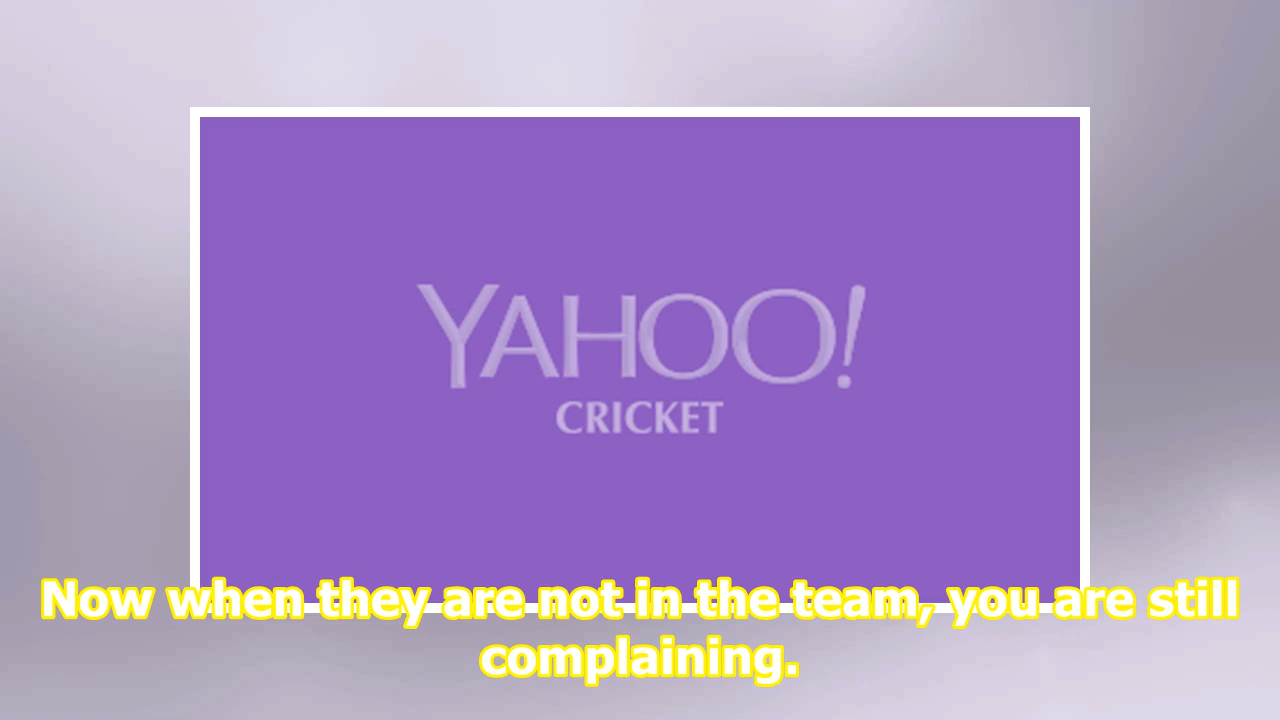 YAHOO!
CRICKET
Now when they are not in the team, you are still
complaining.